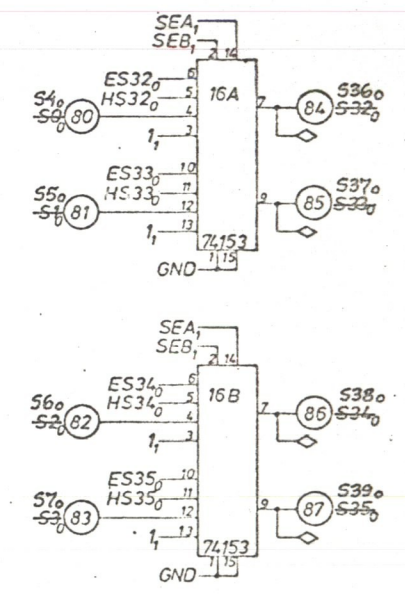 SEA₁
SEB₁
2 14
ES32₀ 6
HS32₀ 5
16A
S4₀
S0₀ 80 4
7 84 S36₀
S32₀
1₁ 3
ES33₀ 10
HS33₀ 11
S5₀
S1₀ 81 12
9 85 S37₀
S33₀
1₁ 13
74153
1 15
GND
SEA₁
SEB₁
2 14
ES34₀ 6
HS34₀ 5
16B
S6₀
S2₀ 82 4
7 86 S38₀
S34₀
1₁ 3
ES35₀ 10
HS35₀ 11
S7₀
S3₀ 83 12
9 87 S39₀
S35₀
1₁ 13
74153
1 15
GND